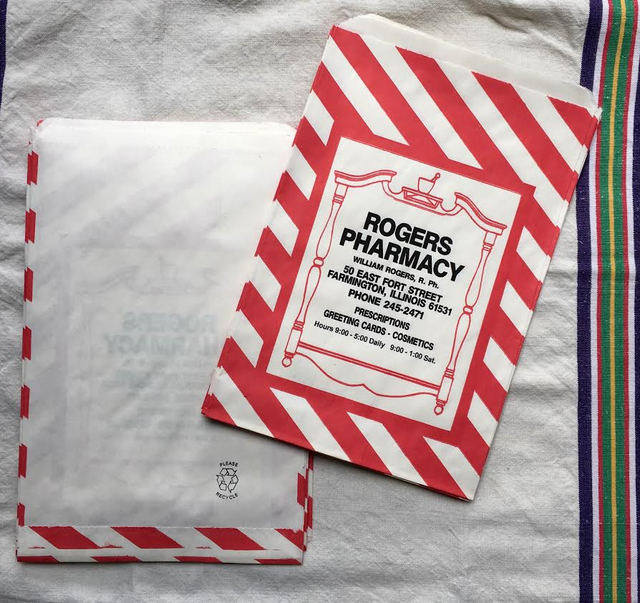 ROGERS
PHARMACY
WILLIAM ROGERS, R. Ph.
50 EAST FORT STREET
FARMINGTON, ILLINOIS 61531
PHONE 245-2471
PRESCRIPTIONS
GREETING CARDS - COSMETICS
Hours 9:00 - 5:00 Daily 9:00 - 1:00 Sat.
PLEASE
RECYCLE